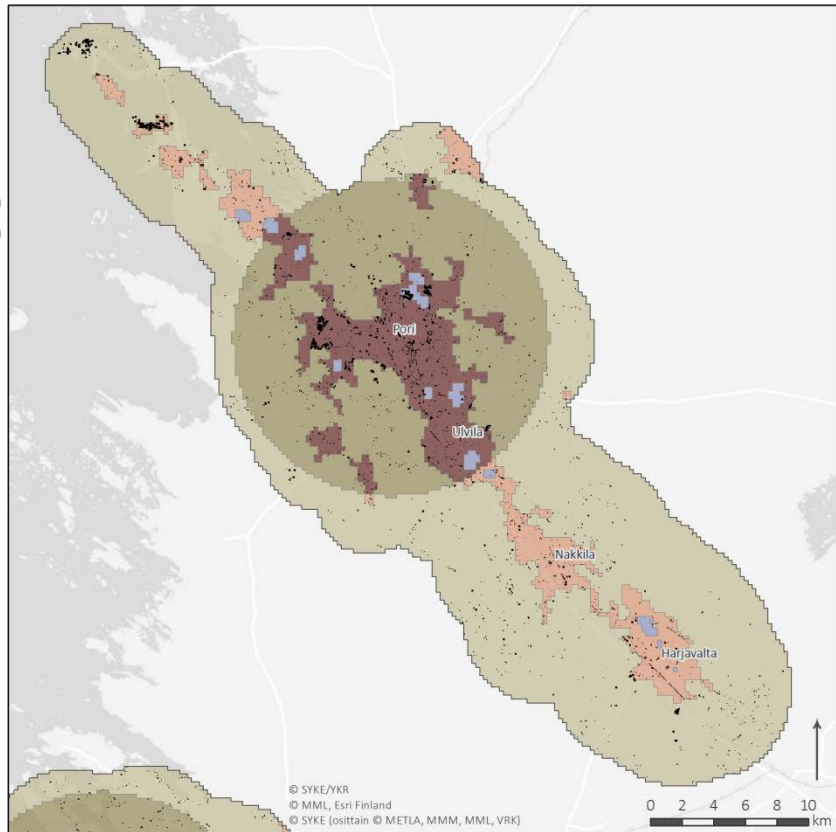 Pori
Ulvila
Nakkila
Harjavalta
© SYKE/YKR
© MML, Esri Finland
© SYKE (osittain © METLA, MMM, MML, VRK)
0 2 4 6 8 10
km